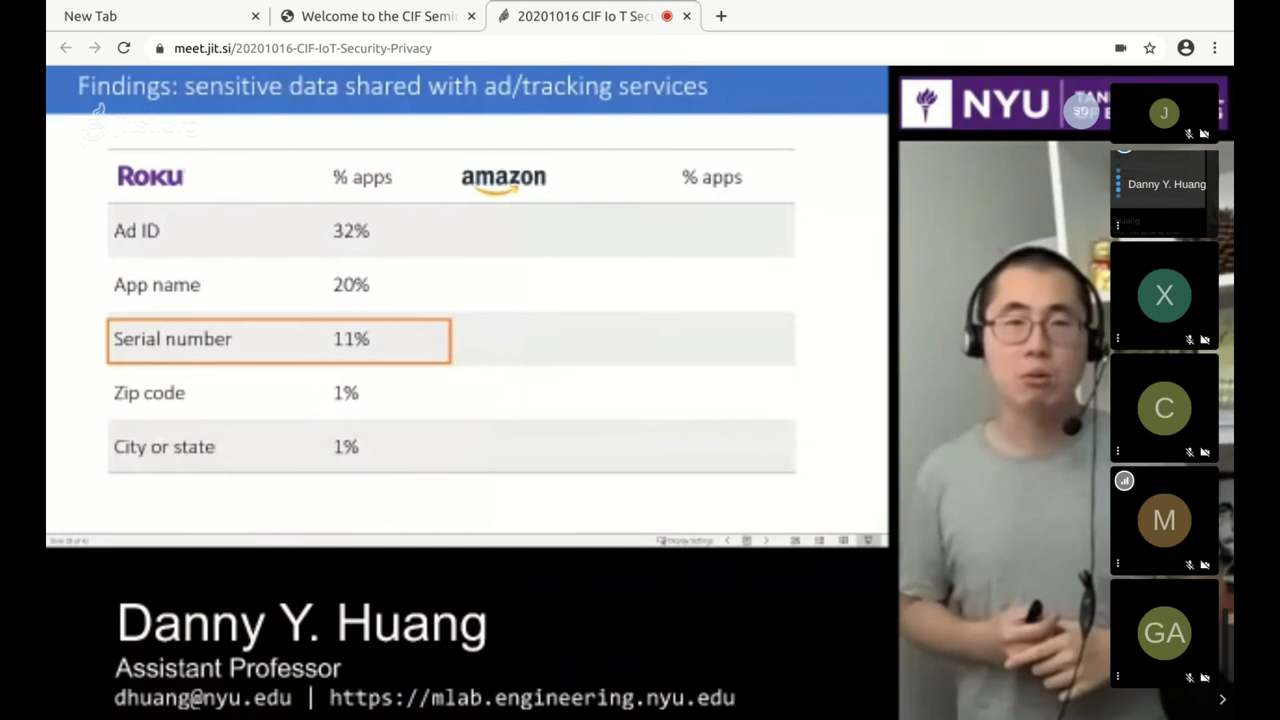 New Tab
Welcome to the CIF Semi
20201016 CIF Io T Sec
meet.jit.si/20201016-CIF-IoT-Security-Privacy
Findings: sensitive data shared with ad/tracking services
NYU
SD
J
Roku % apps amazon % apps
Danny Y. Huang
Ad ID 32%
App name 20%
X
Serial number 11%
Zip code 1%
C
City or state 1%
M
Danny Y. Huang
GA
Assistant Professor
dhuang@nyu.edu | https://mlab.engineering.nyu.edu